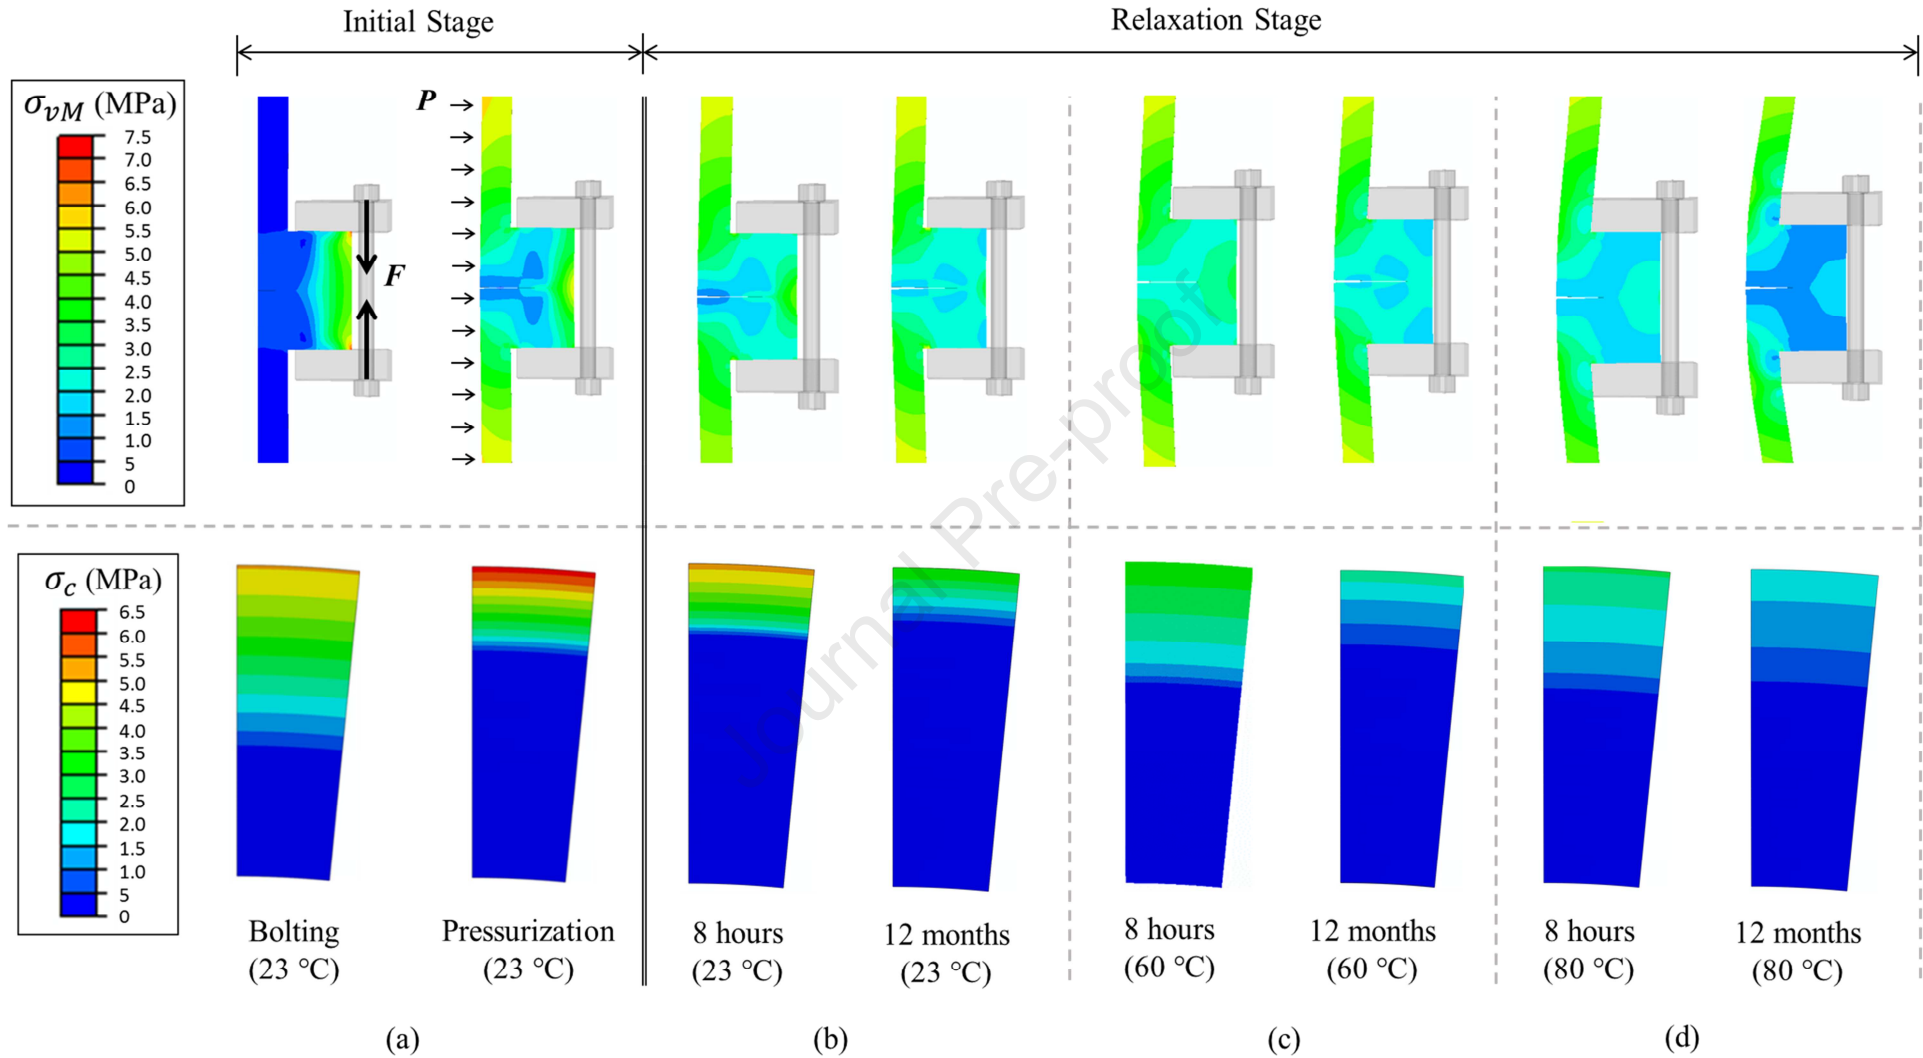 Initial Stage
Relaxation Stage
σvM (MPa)
7.5
7.0
6.5
6.0
5.5
5.0
4.5
4.0
3.5
3.0
2.5
2.0
1.5
1.0
5
0
P
F
σc (MPa)
6.5
6.0
5.5
5.0
4.5
4.0
3.5
3.0
2.5
2.0
1.5
1.0
5
0
Journal Pre-proof
Bolting
(23 °C)
Pressurization
(23 °C)
8 hours
(23 °C)
12 months
(23 °C)
8 hours
(60 °C)
12 months
(60 °C)
8 hours
(80 °C)
12 months
(80 °C)
(a)
(b)
(c)
(d)